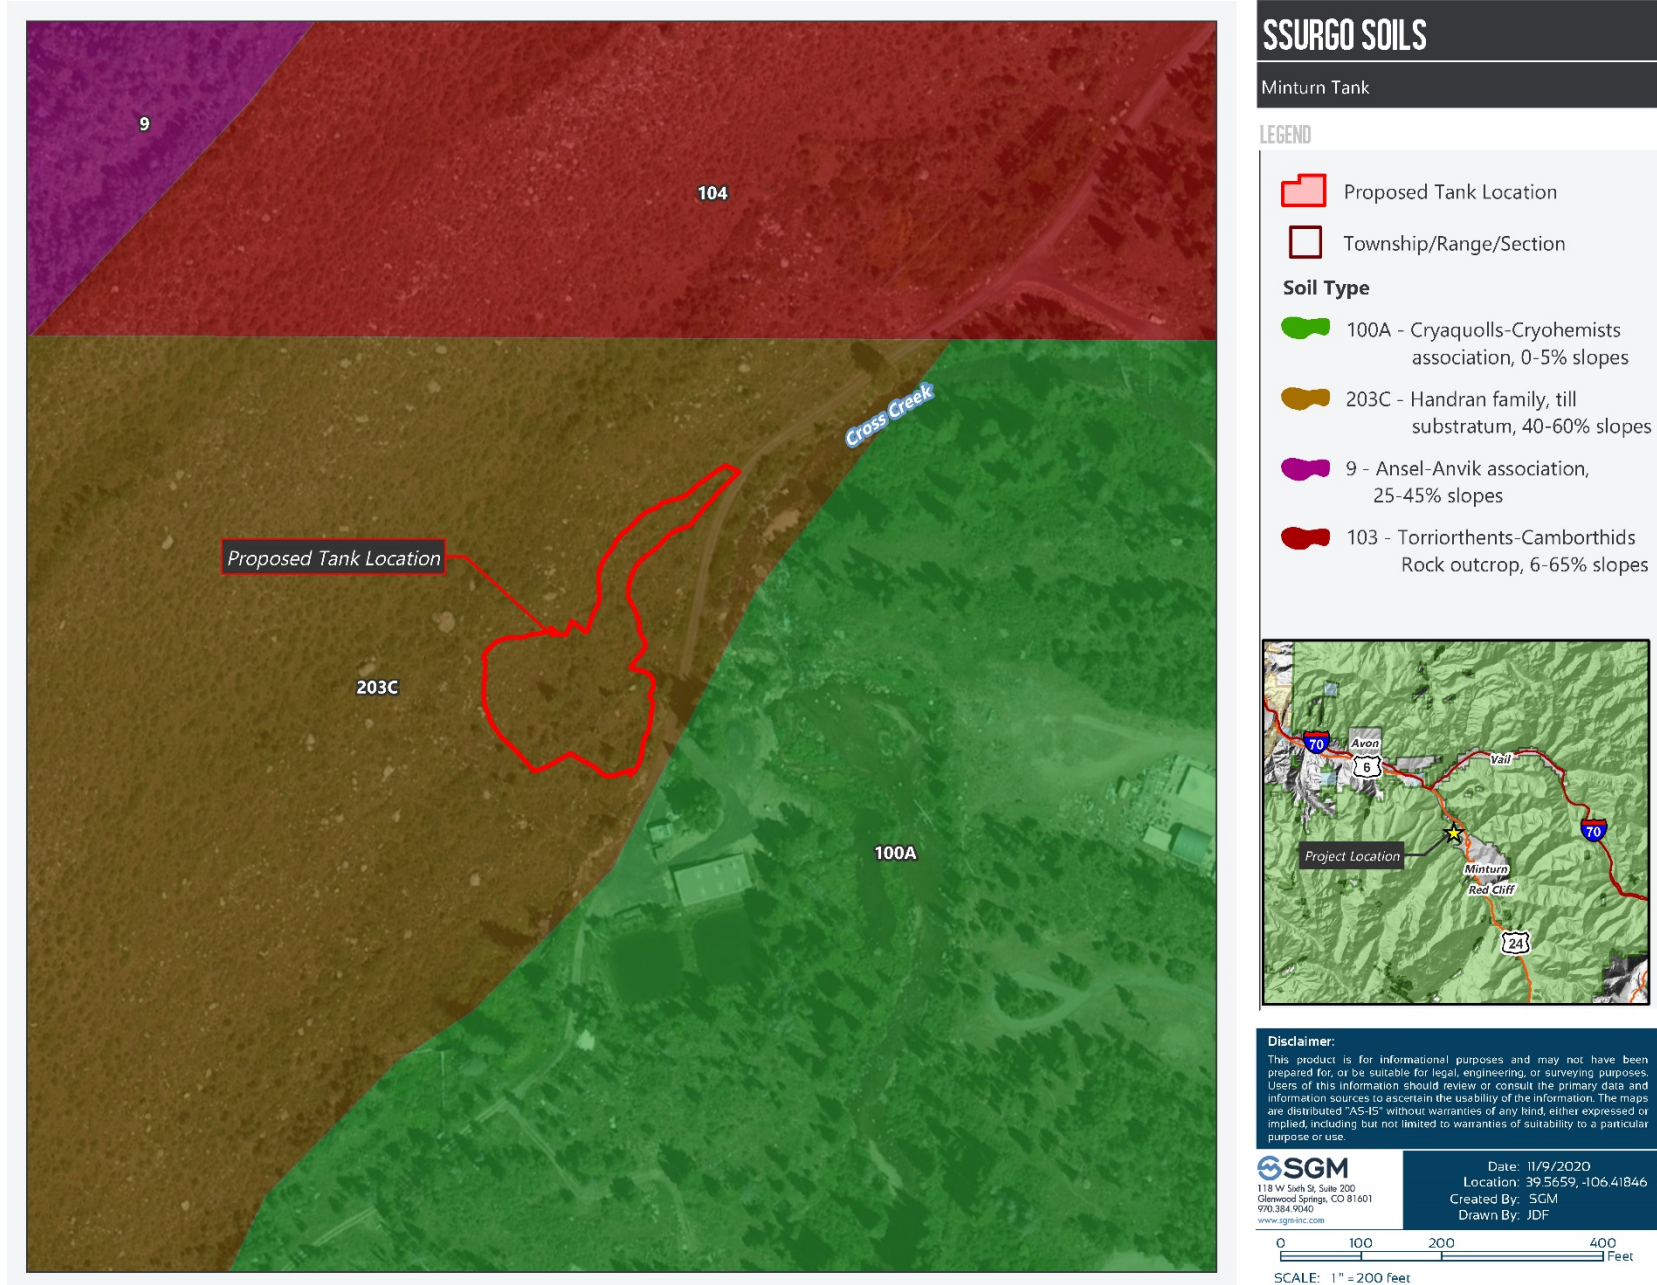 9
104
Cross Creek
Proposed Tank Location
203C
100A
SSURGO SOILS
Minturn Tank
LEGEND
Proposed Tank Location
Township/Range/Section
Soil Type
100A - Cryaquolls-Cryohemists
association, 0-5% slopes
203C - Handran family, till
substratum, 40-60% slopes
9 - Ansel-Anvik association,
25-45% slopes
103 - Torriorthents-Camborthids
Rock outcrop, 6-65% slopes
70
Avon
6
Vail
70
Project Location
Minturn
Red Cliff
24
Disclaimer:
This product is for informational purposes and may not have been
prepared for, or be suitable for legal, engineering, or surveying purposes.
Users of this information should review or consult the primary data and
information sources to ascertain the usability of the information. The maps
are distributed "AS-IS" without warranties of any kind, either expressed or
implied, including but not limited to warranties of suitability to a particular
purpose or use.
SGM
118 W Sixth St, Suite 200
Glenwood Springs, CO 81601
970.384.9040
www.sgm-inc.com
Date: 11/9/2020
Location: 39.5659, -106.41846
Created By: SGM
Drawn By: JDF
0 100 200 400
Feet
SCALE: 1" = 200 feet